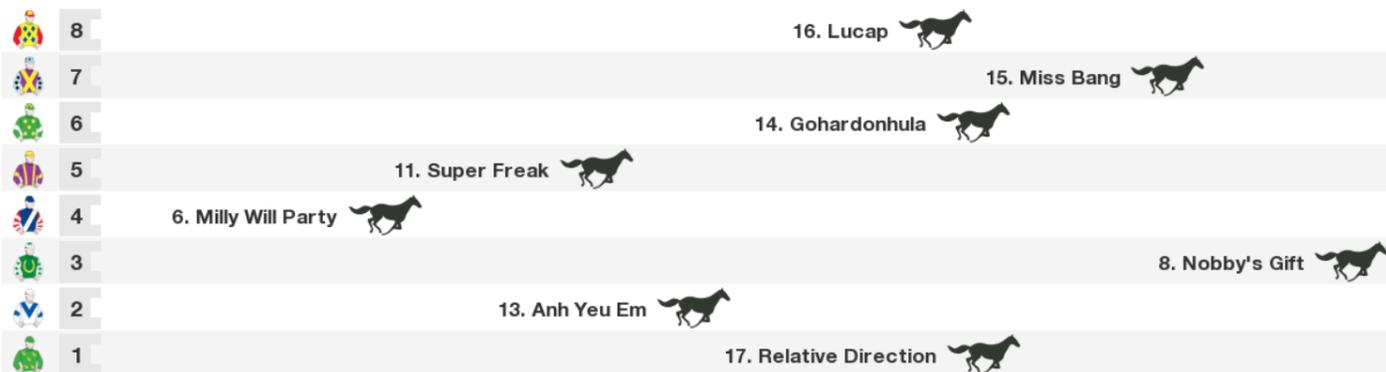 8 16. Lucap
7 15. Miss Bang
6 14. Gohardonhula
5 11. Super Freak
4 6. Milly Will Party
3 8. Nobby's Gift
2 13. Anh Yeu Em
1 17. Relative Direction